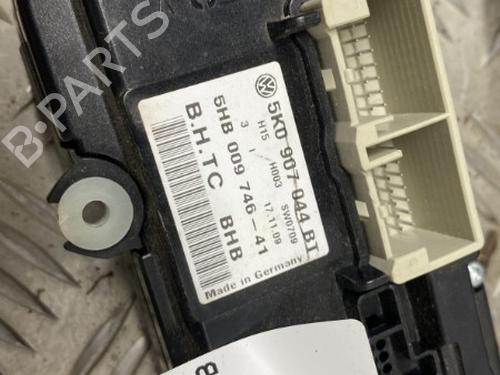 5K0 907 044 BT
H15 H003 SW0709
3 I 17.11.09
5HB 009 746-41
B.H.TC BHB
Made in Germany
B-Parts
8